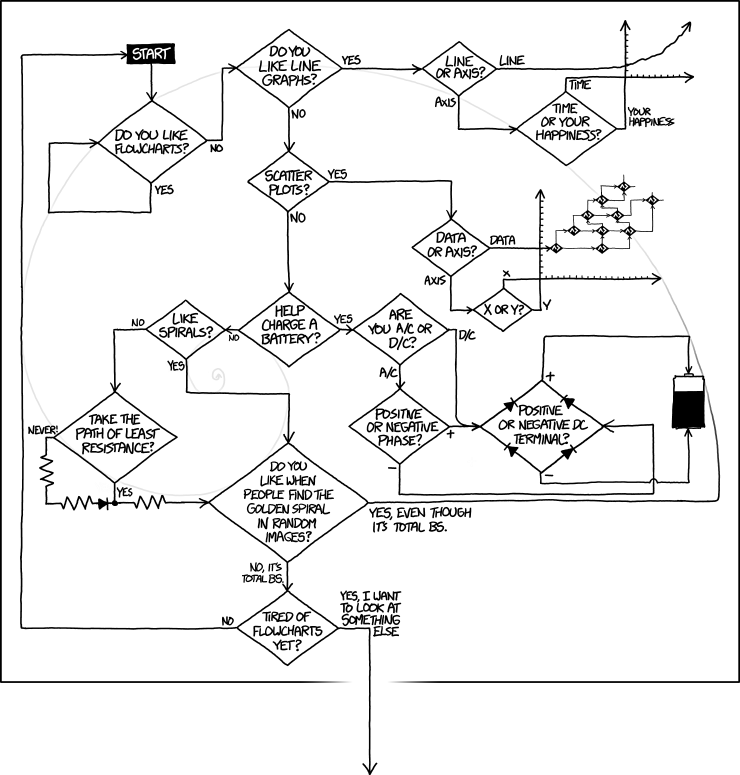 START
DO YOU
LIKE LINE
GRAPHS?
YES
NO
LINE
OR AXIS?
LINE
AXIS
TIME
TIME
OR YOUR
HAPPINESS?
YOUR
HAPPINESS
DO YOU LIKE
FLOWCHARTS?
NO
YES
SCATTER
PLOTS?
YES
NO
DATA
OR AXIS?
DATA
AXIS
X
X OR Y?
Y
HELP
CHARGE A
BATTERY?
NO
YES
LIKE
SPIRALS?
NO
YES
ARE
YOU A/C OR
D/C?
D/C
A/C
POSITIVE
OR NEGATIVE
PHASE?
+
−
+
POSITIVE
OR NEGATIVE DC
TERMINAL?
−
TAKE THE
PATH OF LEAST
RESISTANCE?
NEVER!
YES
DO YOU
LIKE WHEN
PEOPLE FIND THE
GOLDEN SPIRAL
IN RANDOM
IMAGES?
YES, EVEN THOUGH
IT'S TOTAL BS.
NO, IT'S
TOTAL BS.
TIRED OF
FLOWCHARTS
YET?
NO
YES, I WANT
TO LOOK AT
SOMETHING
ELSE